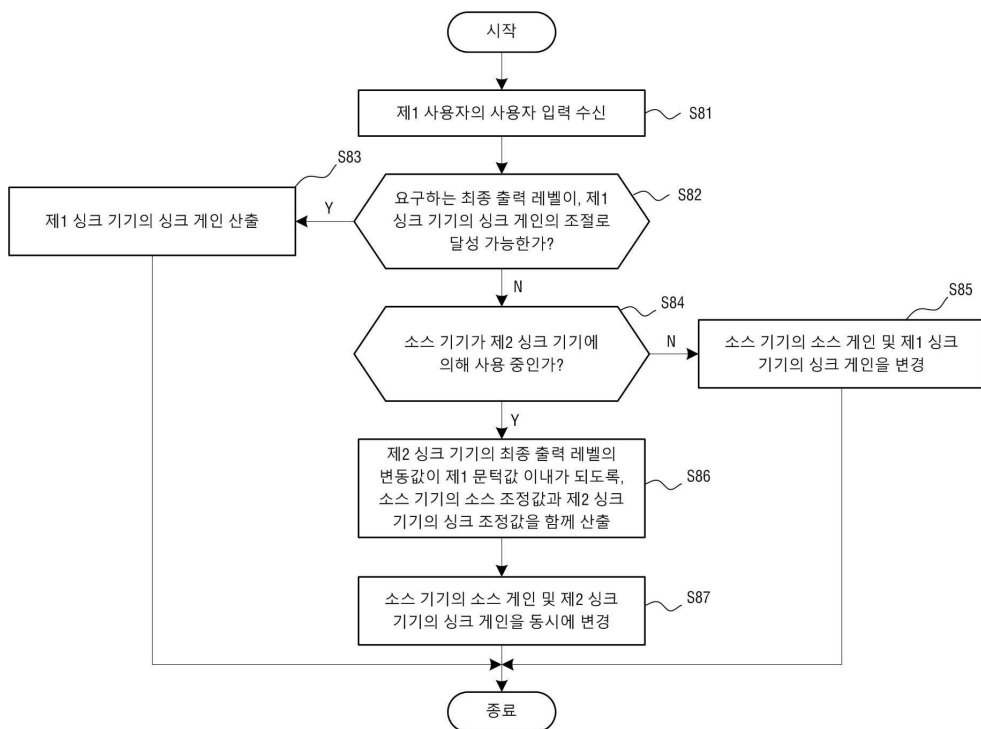 시작
제1 사용자의 사용자 입력 수신
S81
요구하는 최종 출력 레벨이, 제1
싱크 기기의 싱크 게인의 조절로
달성 가능한가?
S82
Y
S83
제1 싱크 기기의 싱크 게인 산출
N
S84
소스 기기가 제2 싱크 기기에
의해 사용 중인가?
N
S85
소스 기기의 소스 게인 및 제1 싱크
기기의 싱크 게인을 변경
Y
제2 싱크 기기의 최종 출력 레벨의
변동값이 제1 문턱값 이내가 되도록,
소스 기기의 소스 조정값과 제2 싱크
기기의 싱크 조정값을 함께 산출
S86
소스 기기의 소스 게인 및 제2 싱크
기기의 싱크 게인을 동시에 변경
S87
종료